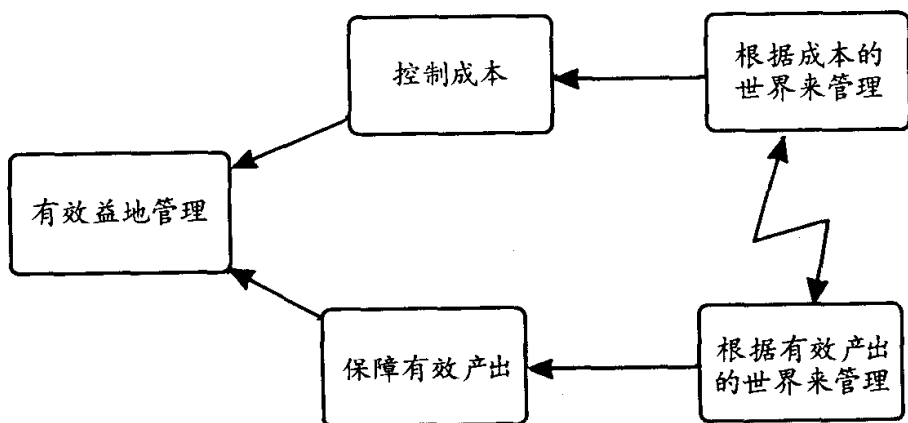 控制成本
根据成本的
世界来管理
有效益地管理
保障有效产出
根据有效产出
的世界来管理